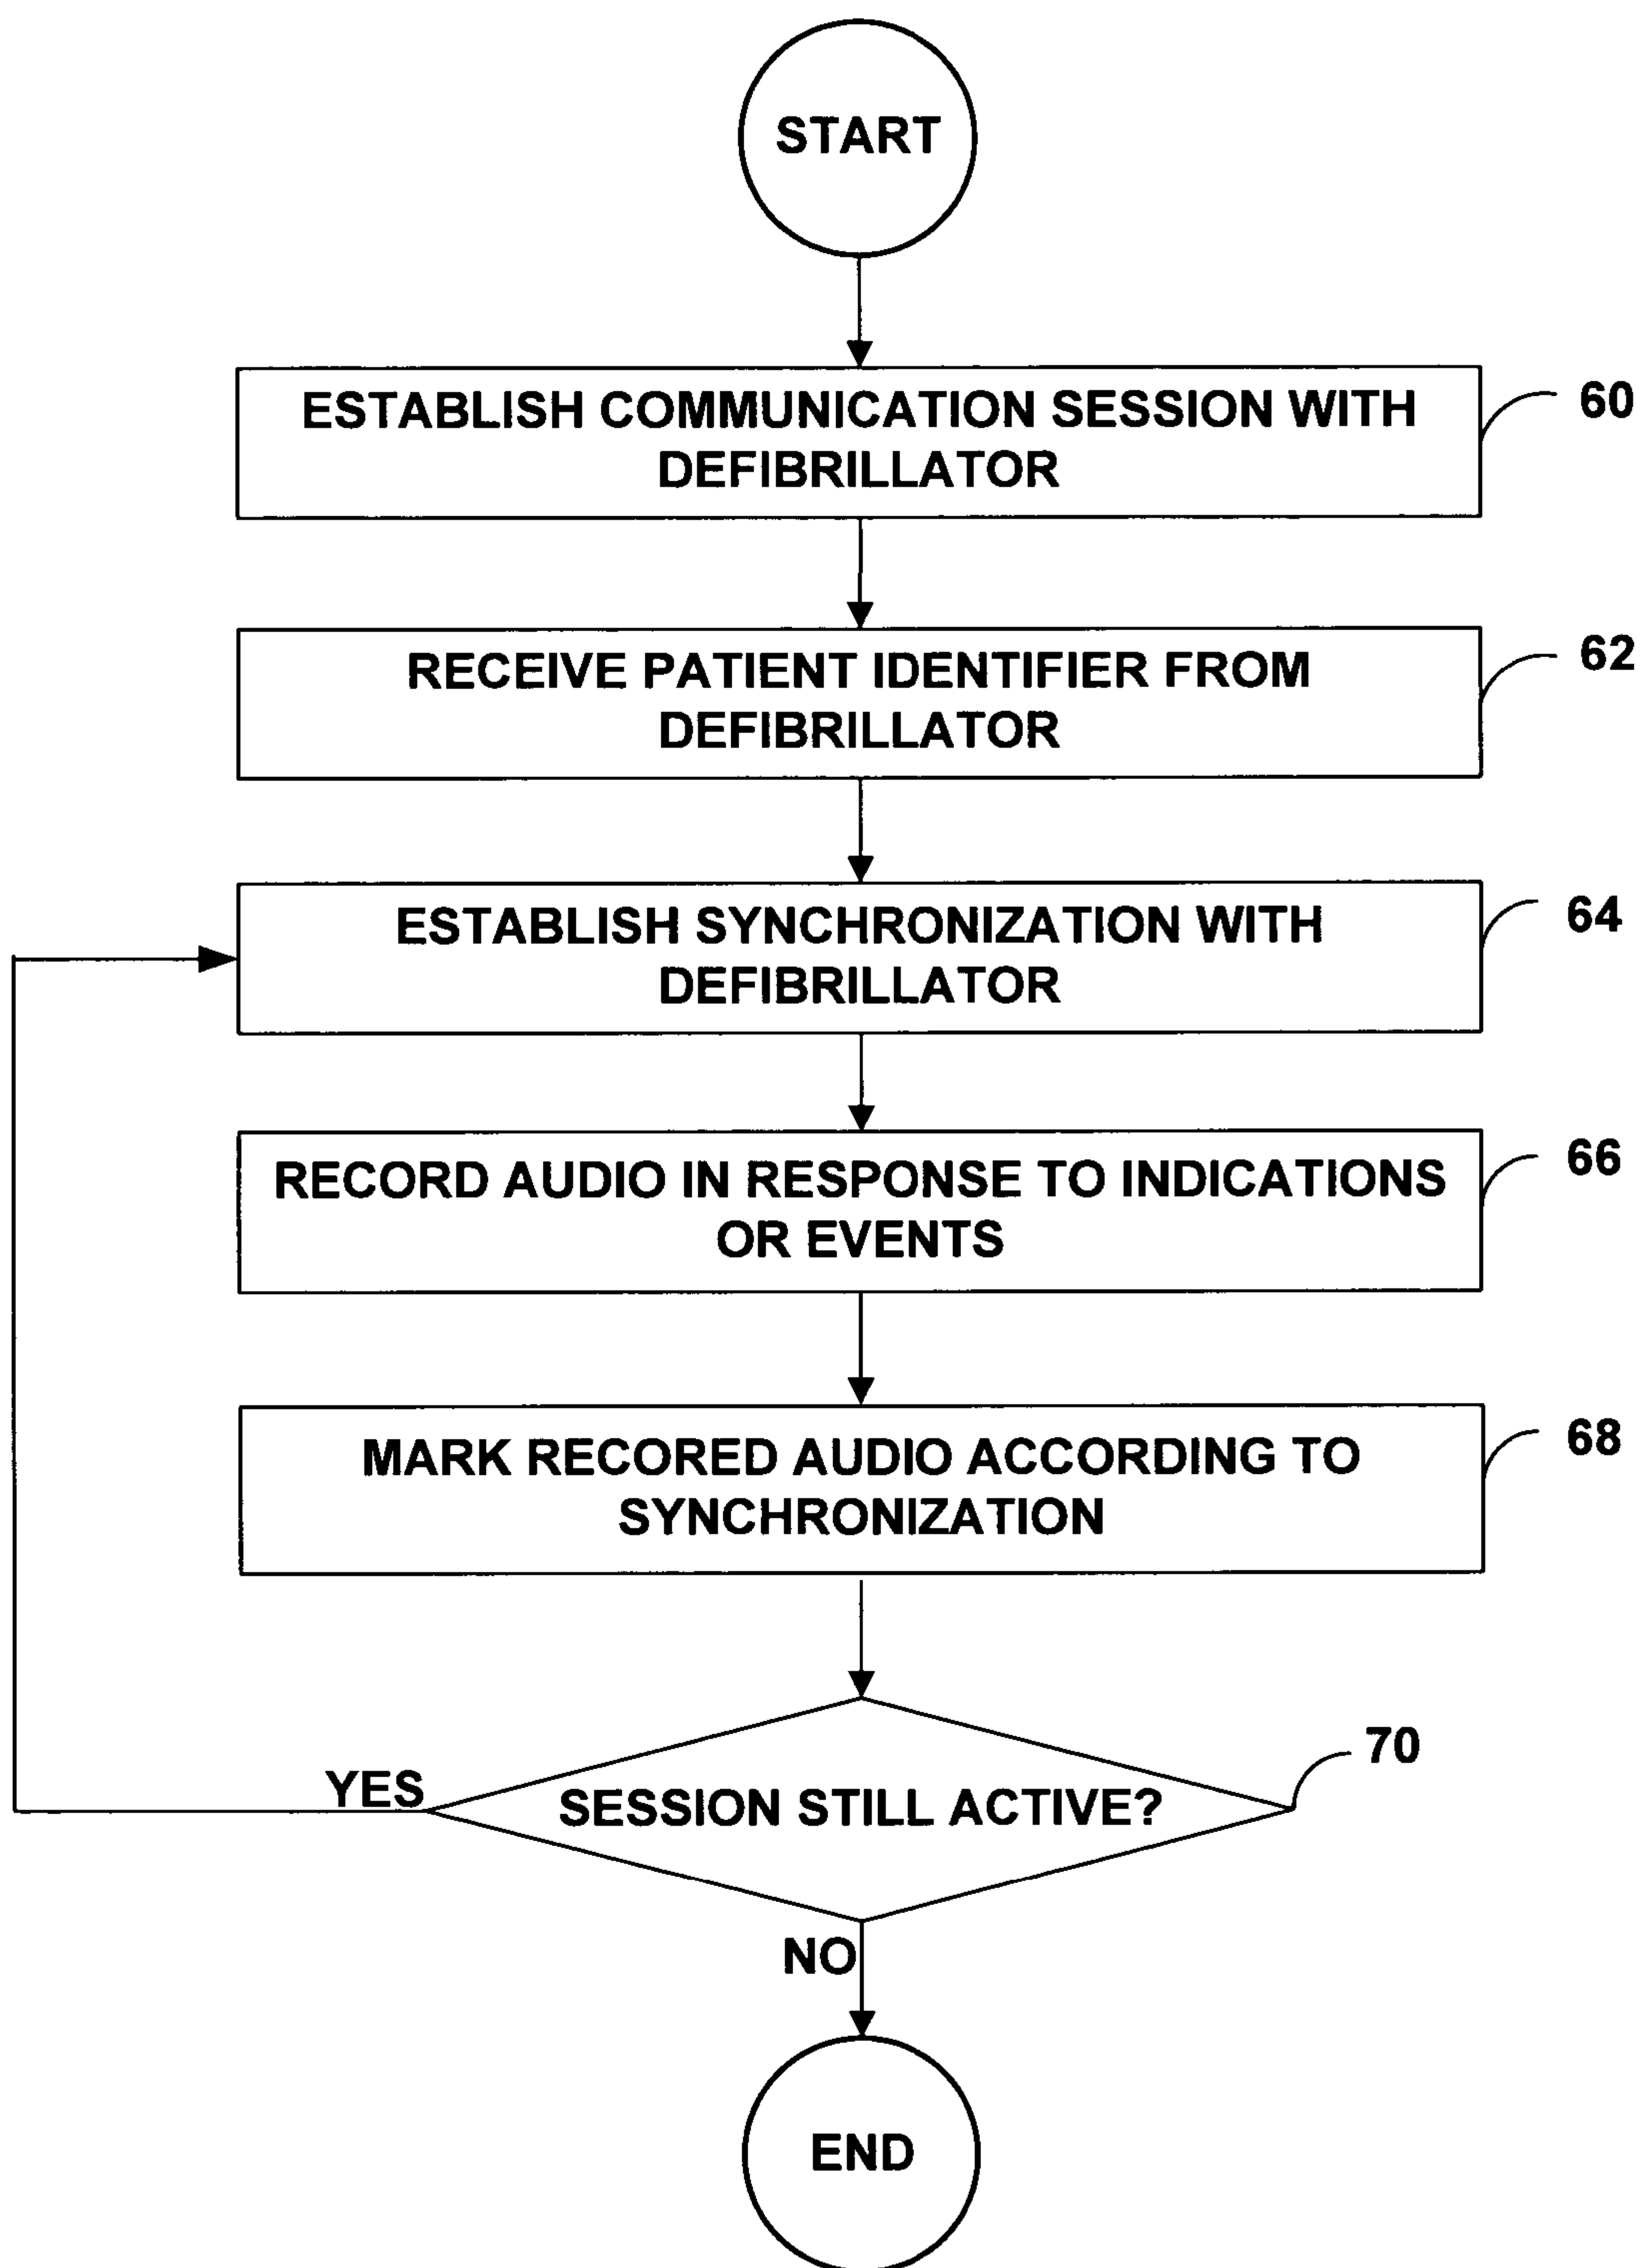 START
ESTABLISH COMMUNICATION SESSION WITH
DEFIBRILLATOR
60
RECEIVE PATIENT IDENTIFIER FROM
DEFIBRILLATOR
62
ESTABLISH SYNCHRONIZATION WITH
DEFIBRILLATOR
64
RECORD AUDIO IN RESPONSE TO INDICATIONS
OR EVENTS
66
MARK RECORED AUDIO ACCORDING TO
SYNCHRONIZATION
68
SESSION STILL ACTIVE?
70
YES
NO
END